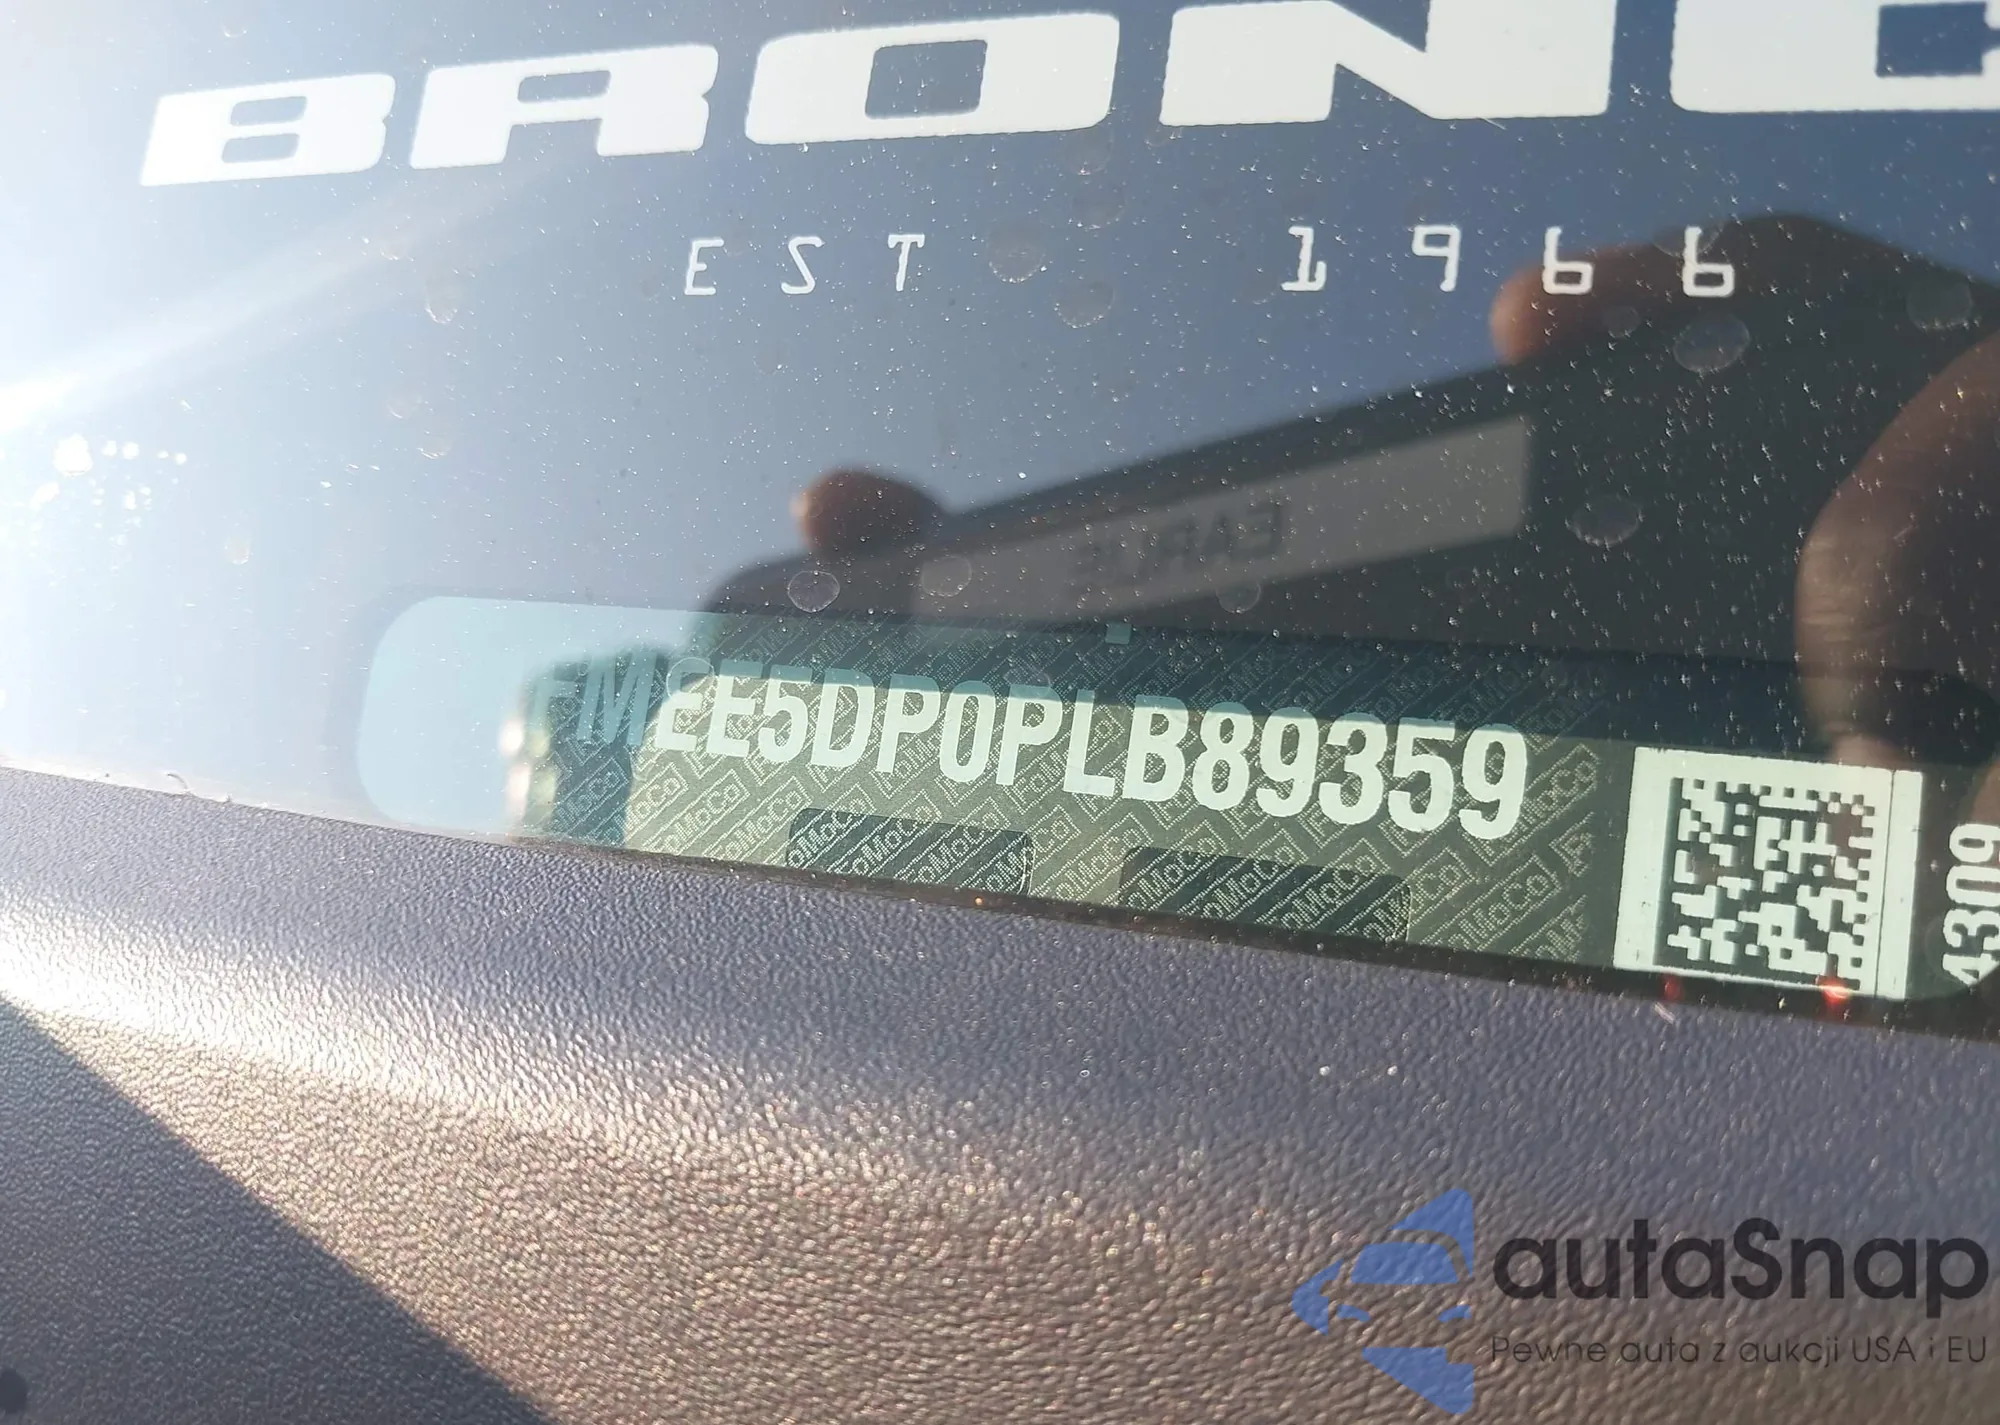 BRONC
EST 1966
FMEE5DP0PLB89359
4309
autaSnap
Pewne auta z aukcji USA i EU